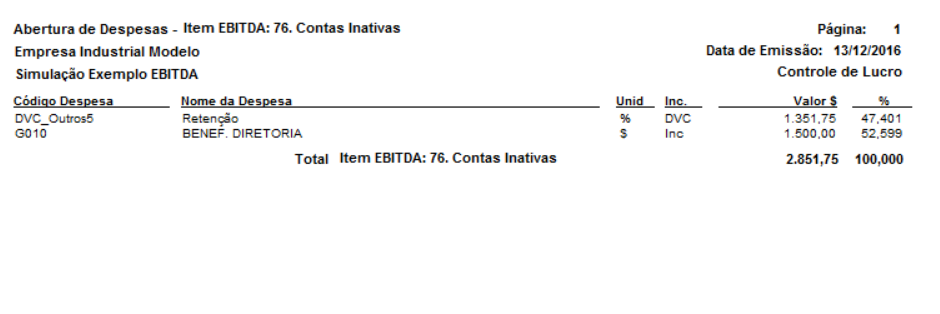 Abertura de Despesas - Item EBITDA: 76. Contas Inativas Página: 1
Empresa Industrial Modelo Data de Emissão: 13/12/2016
Simulação Exemplo EBITDA Controle de Lucro
Código Despesa Nome da Despesa Unid Inc. Valor $ %
DVC_Outros5 Retenção % DVC 1.351,75 47,401
G010 BENEF. DIRETORIA $ Inc 1.500,00 52,599
Total Item EBITDA: 76. Contas Inativas 2.851,75 100,000